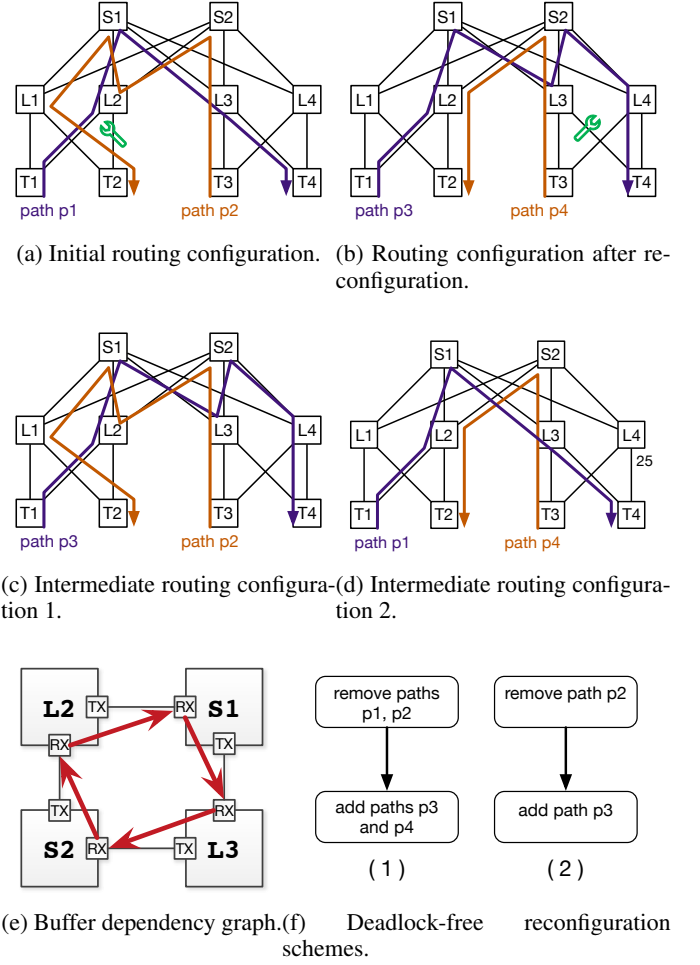 S1 S2
L1 L2 L3 L4
T1 T2 T3 T4
path p1 path p2
(a) Initial routing configuration.
S1 S2
L1 L2 L3 L4
T1 T2 T3 T4
path p3 path p4
(b) Routing configuration after re-
configuration.
S1 S2
L1 L2 L3 L4
T1 T2 T3 T4
path p3 path p2
(c) Intermediate routing configura-
tion 1.
S1 S2
L1 L2 L3 L4
25
T1 T2 T3 T4
path p1 path p4
(d) Intermediate routing configura-
tion 2.
L2 TX RX S1
RX TX
TX RX
S2 RX TX L3
(e) Buffer dependency graph.
remove paths
p1, p2
add paths p3
and p4
( 1 )
remove path p2
add path p3
( 2 )
(f) Deadlock-free reconfiguration
schemes.